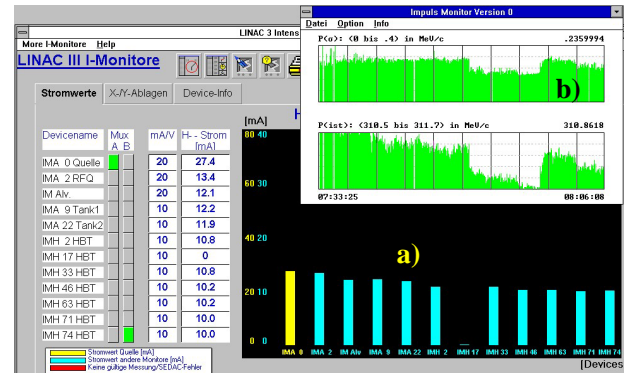 Impuls Monitor Version 0
Datei Option Info
P(σ): (0 bis .4) in MeV/c .2359994
b)
P(ist): (310.5 bis 311.7) in MeV/c 310.8618
07:33:25 08:06:08
LINAC 3 Intens
More I-Monitore Help
LINAC III I-Monitore
Stromwerte X-/Y-Ablagen Device-Info
Devicename Mux mA/V H- - Strom
A B [mA]
IMA 0 Quelle 20 27.4
IMA 2 RFQ 20 13.4
IM Alv. 20 12.1
IMA 9 Tank1 10 12.2
IMA 22 Tank2 10 11.9
IMH 2 HBT 10 10.8
IMH 17 HBT 10 0
IMH 33 HBT 10 10.8
IMH 46 HBT 10 10.2
IMH 63 HBT 10 10.2
IMH 71 HBT 10 10.0
IMH 74 HBT 10 10.0
Stromwert Quelle [mA]
Stromwert andere Monitore [mA]
Keine gültige Messung/SEDAC-Fehler
[mA] H
80 40
60 30
40 20
20 10
0 0
a)
IMA 0 IMA 2 IM Alv IMA 9 IMA 22 IMH 2 IMH 17 IMH 33 IMH 46 IMH 63 IMH 71 IMH 74
[Devices